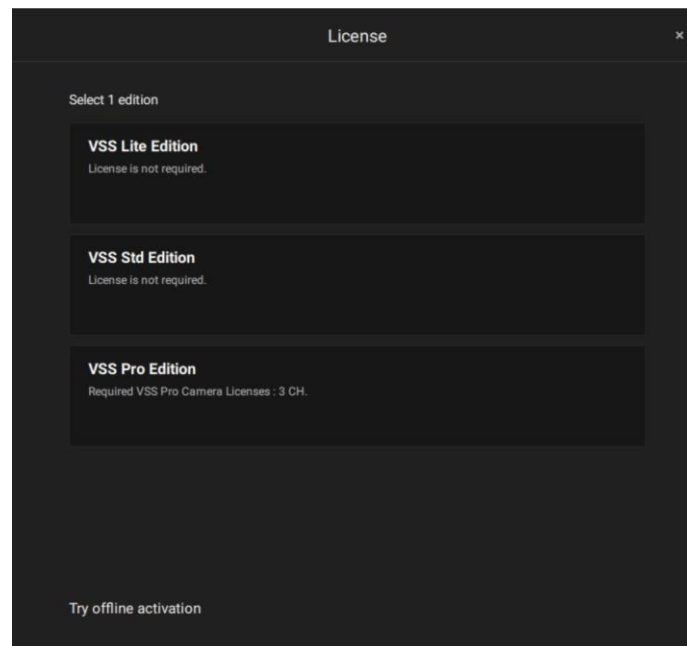 License
×
Select 1 edition
VSS Lite Edition
License is not required.
VSS Std Edition
License is not required.
VSS Pro Edition
Required VSS Pro Camera Licenses : 3 CH.
Try offline activation